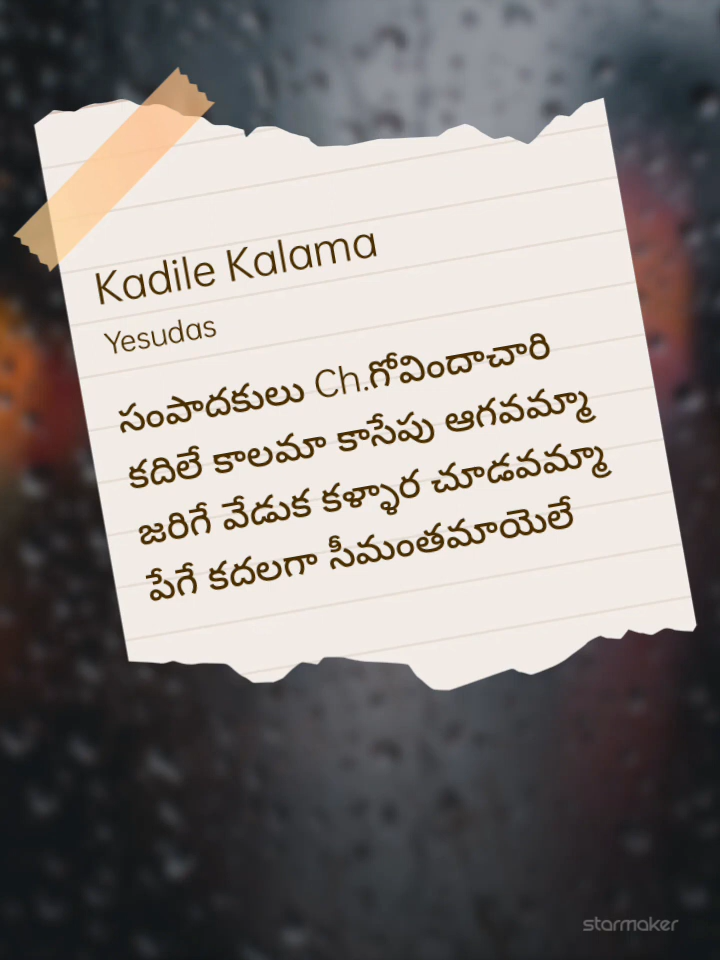 Kadile Kalama
Yesudas
సంపాదకులు Ch.గోవిందాచారి
కదిలే కాలమా కాసేపు ఆగవమ్మా
జరిగే వేడుక కళ్ళార చూడవమ్మా
పేగే కదలగా సీమంతమాయెలే
starmaker